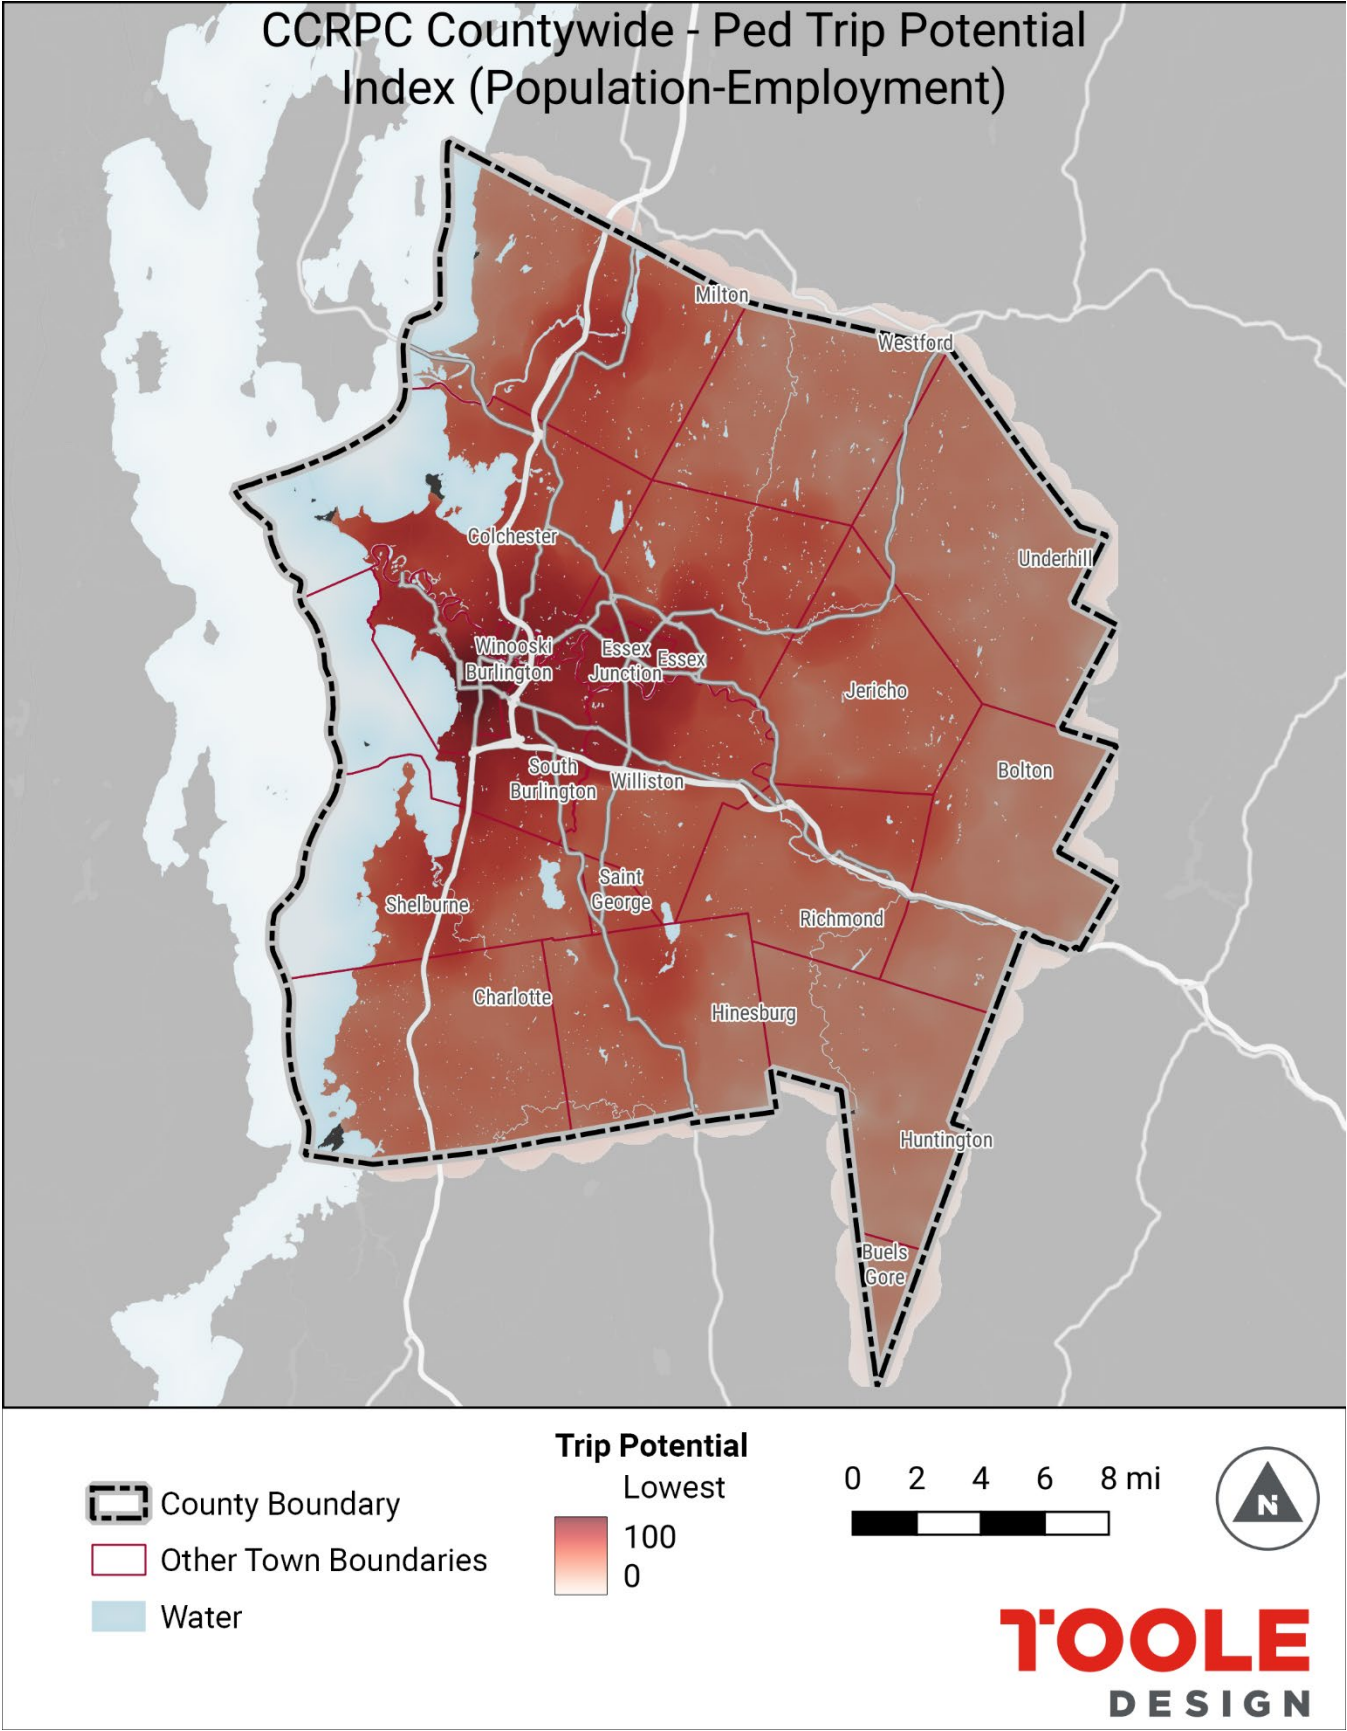 CCRPC Countywide - Ped Trip Potential
Index (Population-Employment)
Milton
Westford
Colchester
Underhill
Winooski
Burlington
Essex
Junction
Essex
Jericho
Bolton
South
Burlington
Williston
Saint
George
Shelburne
Richmond
Charlotte
Hinesburg
Huntington
Buels
Gore
County Boundary
Other Town Boundaries
Water
Trip Potential
Lowest
100
0
0 2 4 6 8 mi
N
TOOLE
DESIGN